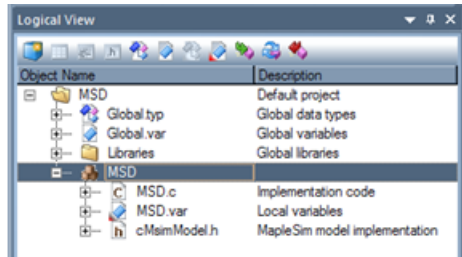 Logical View
Object Name Description
MSD Default project
Global.typ Global data types
Global.var Global variables
Libraries Global libraries
MSD
MSD.c Implementation code
MSD.var Local variables
cMsimModel.h MapleSim model implementation